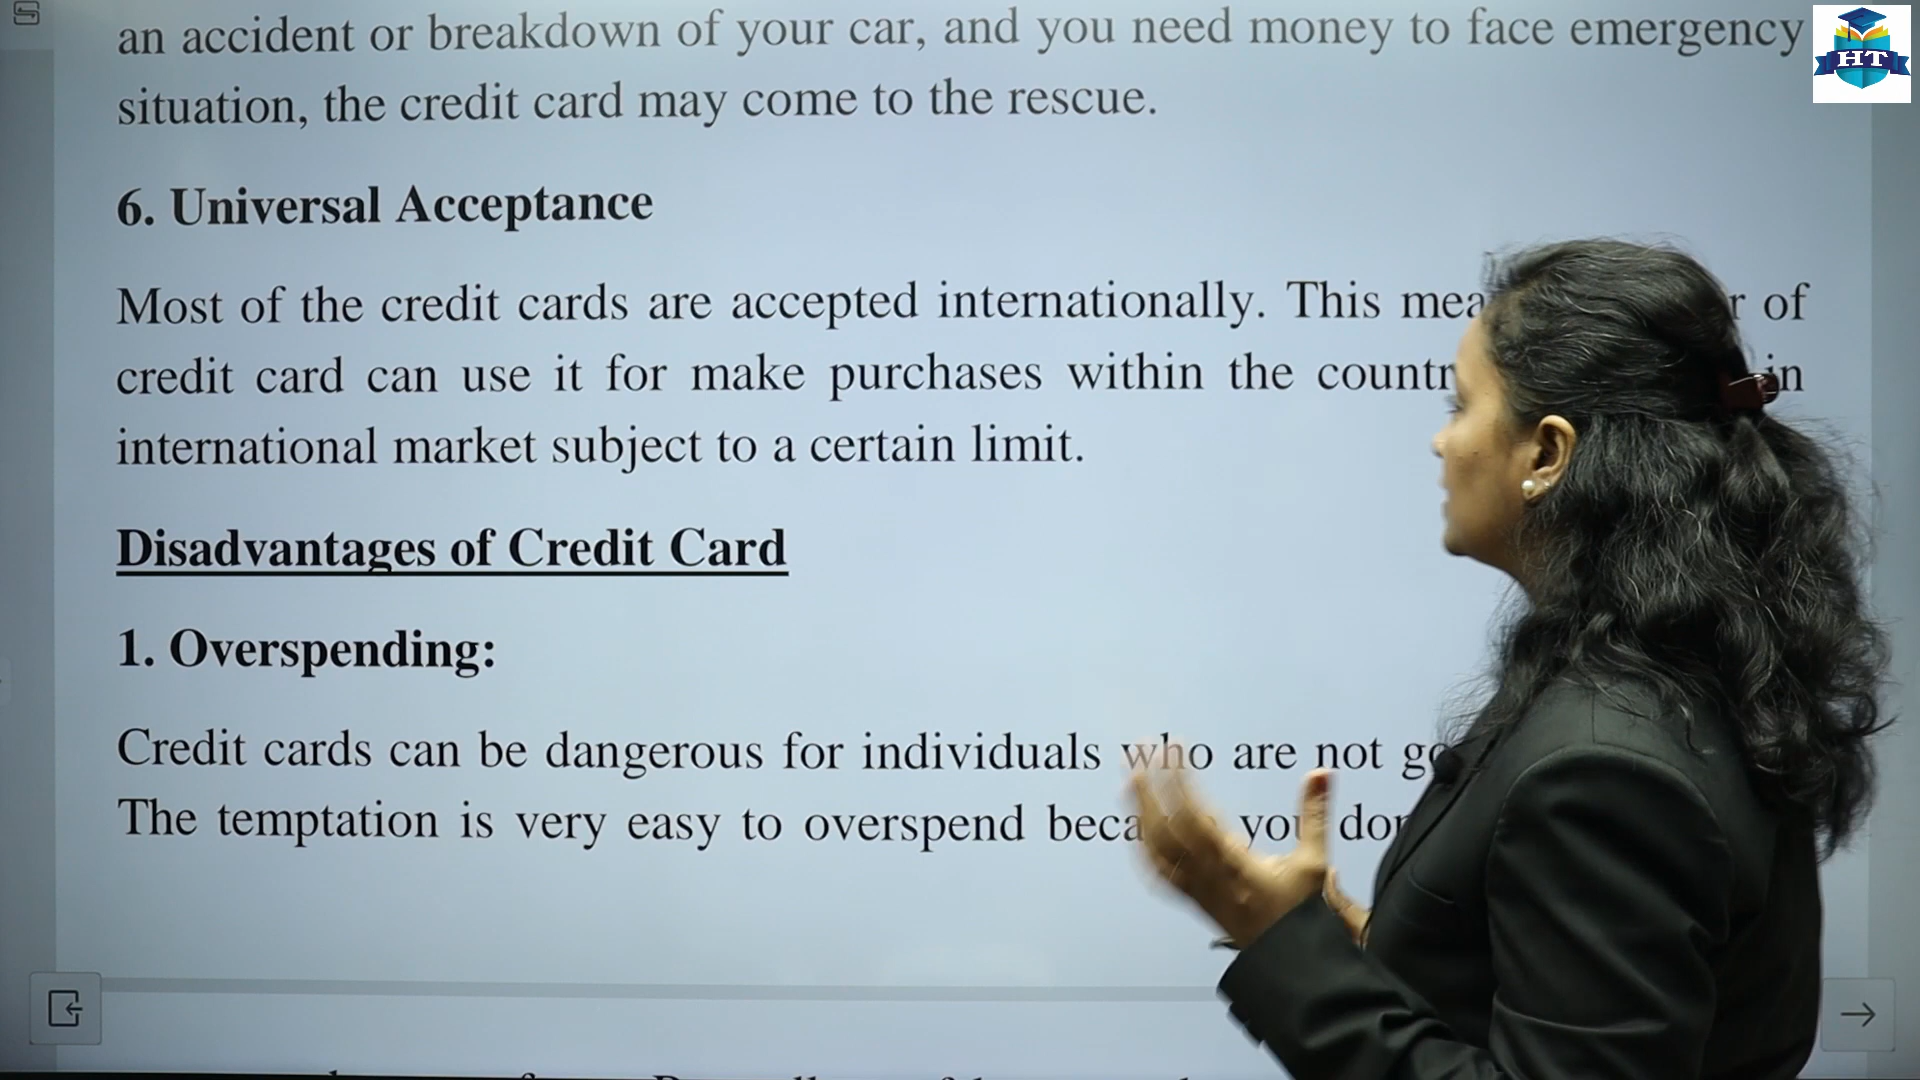 an accident or breakdown of your car, and you need money to face emergency
situation, the credit card may come to the rescue.
HT
6. Universal Acceptance
Most of the credit cards are accepted internationally. This of
credit card can use it for make purchases within the in
international market subject to a certain limit.
Disadvantages of Credit Card
1. Overspending:
Credit cards can be dangerous for individuals who are not
The temptation is very easy to overspend you